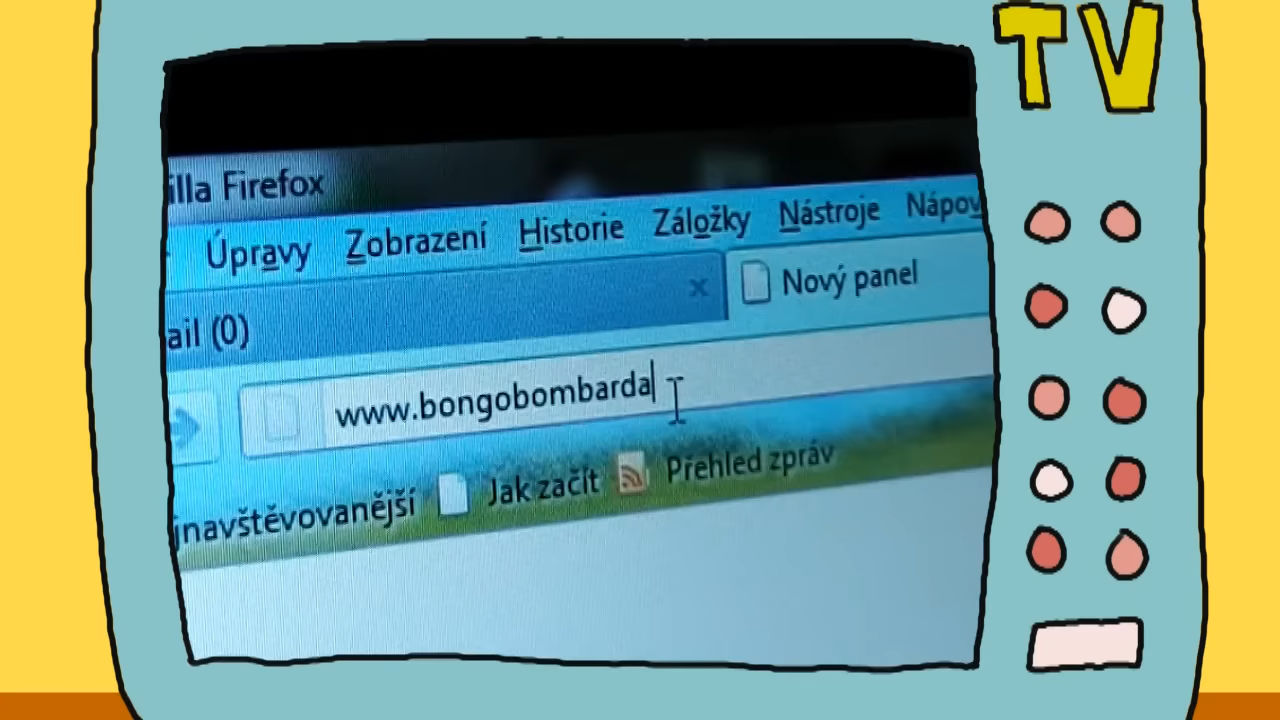 TV
illa Firefox
Úpravy Zobrazení Historie Záložky Nástroje Nápov
ail (0) Nový panel
www.bongobombarda
jnavštěvovanější Jak začít Přehled zpráv